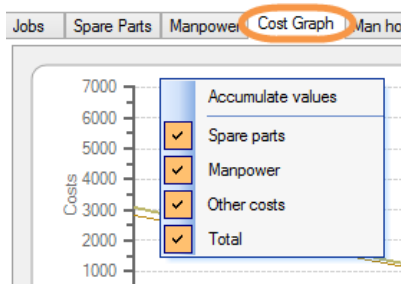 Jobs Spare Parts Manpower Cost Graph Man ho
7000
Accumulate values
6000
Spare parts
5000
Manpower
4000
Costs
Other costs
3000
Total
2000
1000